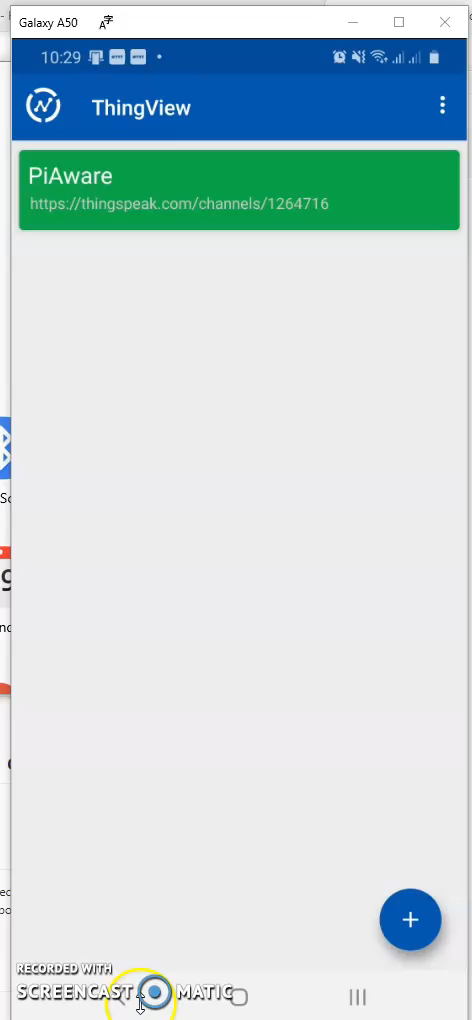 Galaxy A50
10:29
ThingView
PiAware
https://thingspeak.com/channels/1264716
+
RECORDED WITH
SCREENCAST MATIC